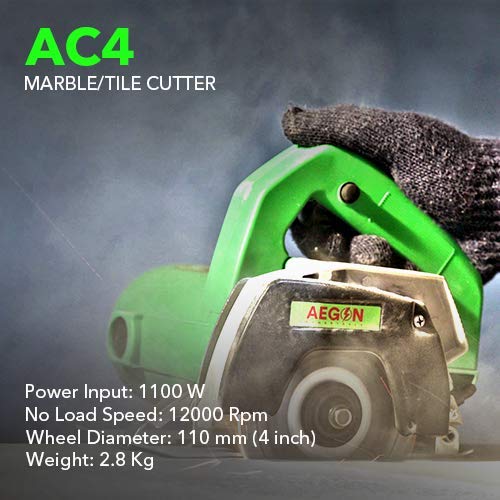 AC4
MARBLE/TILE CUTTER
AEGON
Power Input: 1100 W
No Load Speed: 12000 Rpm
Wheel Diameter: 110 mm (4 inch)
Weight: 2.8 Kg